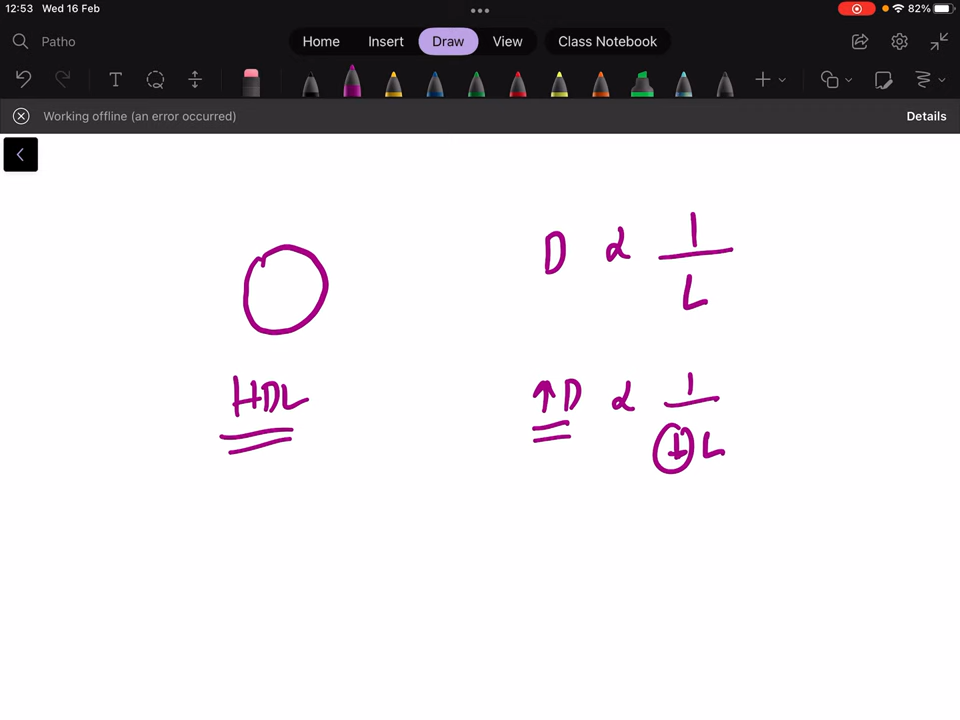 12:53 Wed 16 Feb
82%
Patho
Home Insert Draw View Class Notebook
Working offline (an error occurred)
Details
D ∝ 1/L
HDL
↑D ∝ 1/↓L